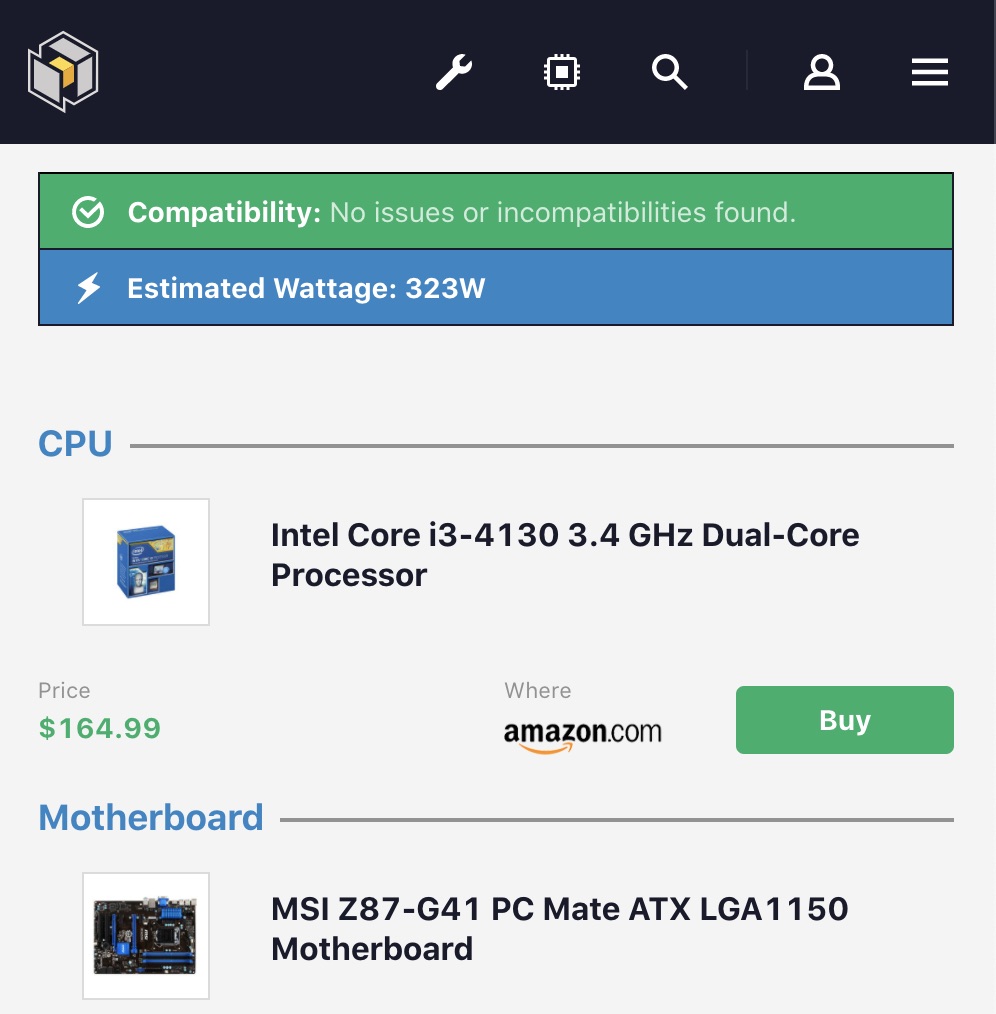 Compatibility: No issues or incompatibilities found.
Estimated Wattage: 323W
CPU
Intel Core i3-4130 3.4 GHz Dual-Core
Processor
Price
Where
$164.99
amazon.com
Buy
Motherboard
MSI Z87-G41 PC Mate ATX LGA1150
Motherboard